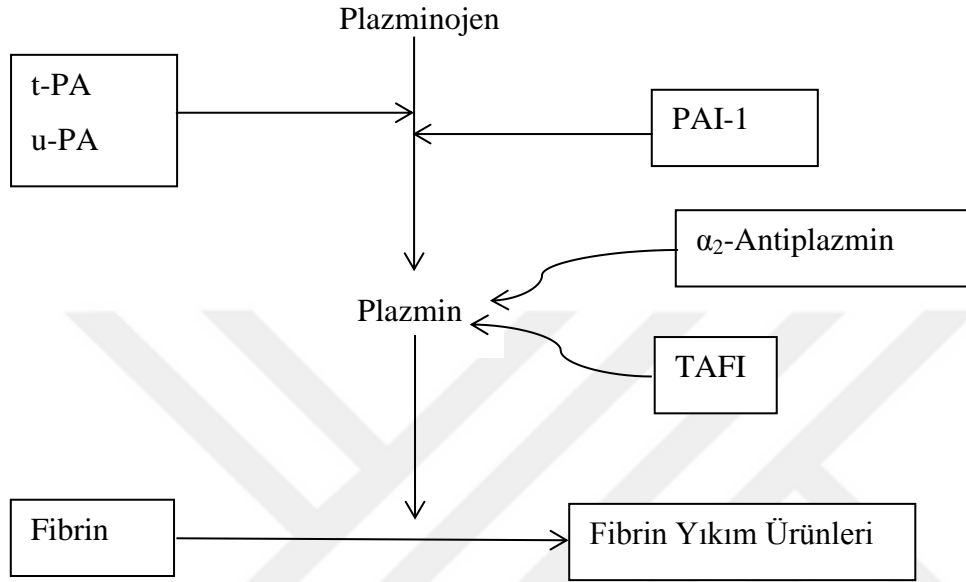 Plazminojen
t-PA
u-PA
PAI-1
α₂-Antiplazmin
Plazmin
TAFI
Fibrin
Fibrin Yıkım Ürünleri